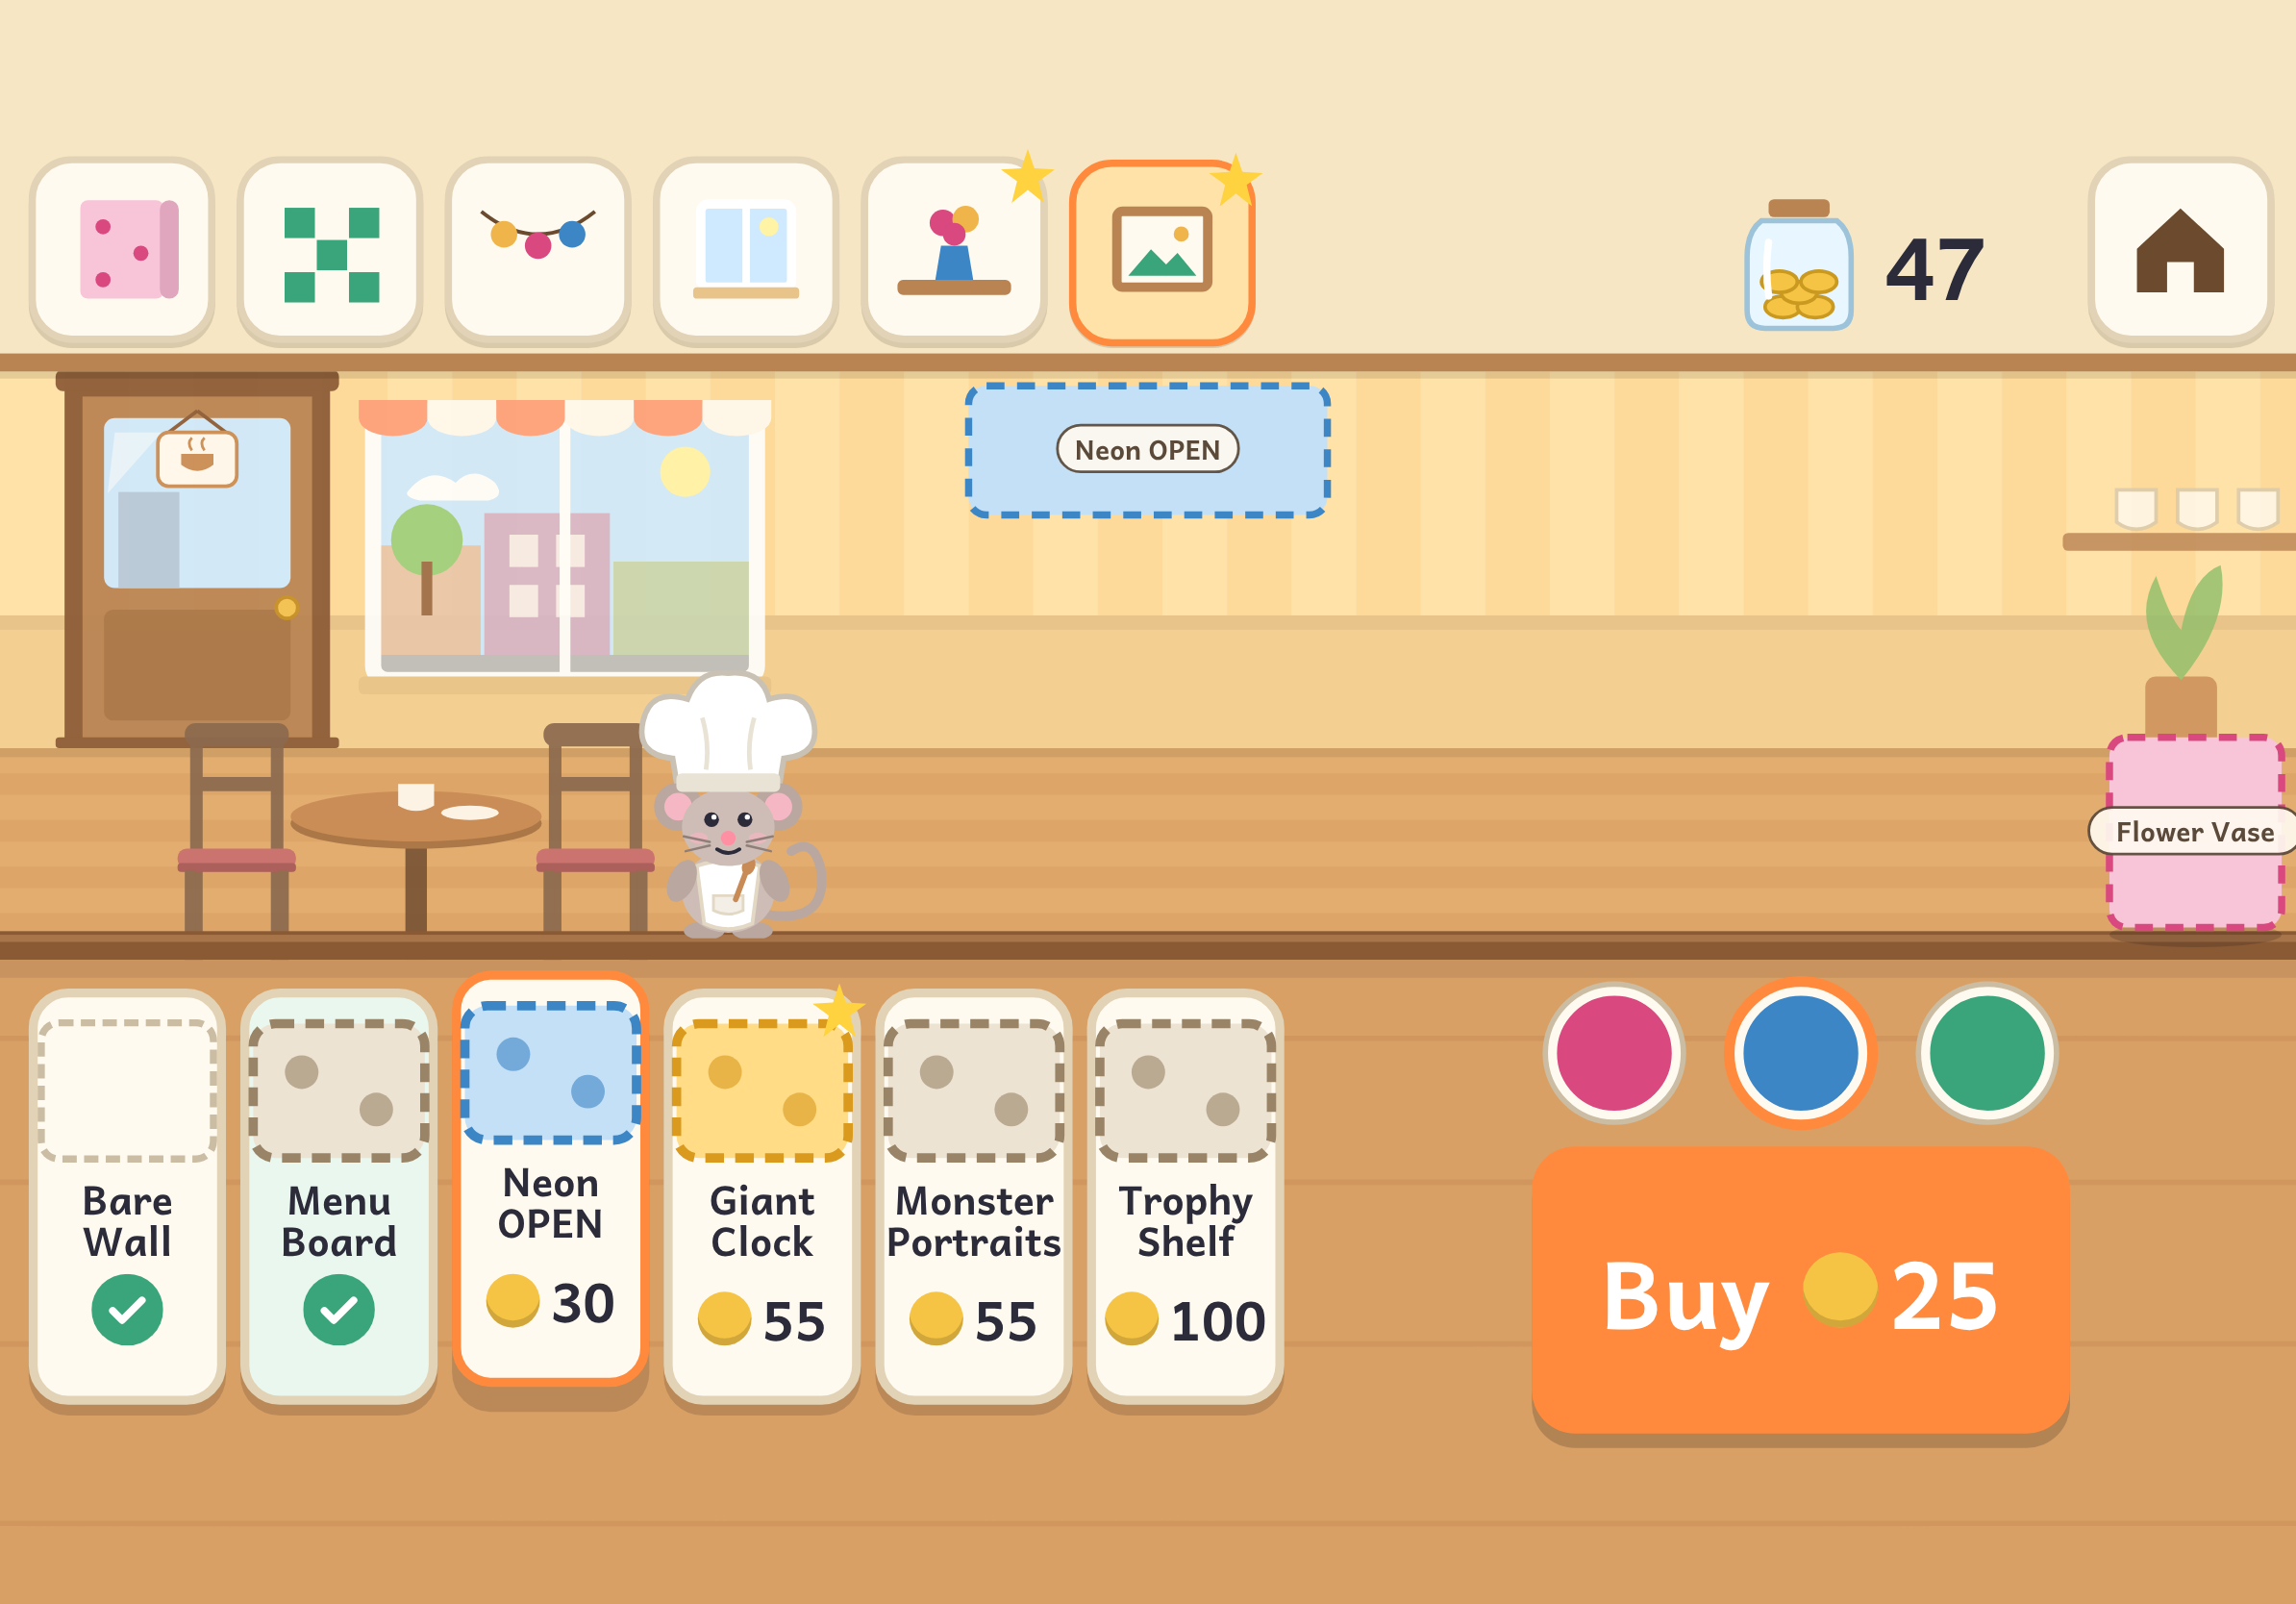 47
Neon OPEN
Flower Vase
Bare
Wall
Menu
Board
Neon
OPEN
30
Giant
Clock
55
Monster
Portraits
55
Trophy
Shelf
100
Buy 25